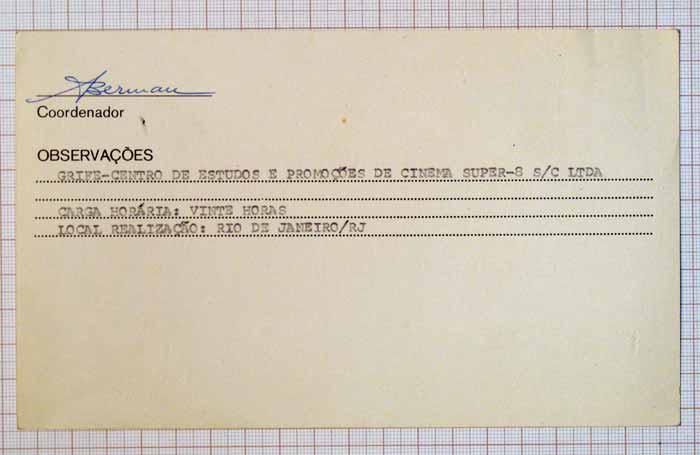 ABerman
Coordenador
OBSERVAÇÕES
GRIFE-CENTRO DE ESTUDOS E PROMOÇÕES DE CINEMA SUPER-8 S/C LTDA
CARGA HORÁRIA: VINTE HORAS
LOCAL REALIZAÇÃO: RIO DE JANEIRO/RJ